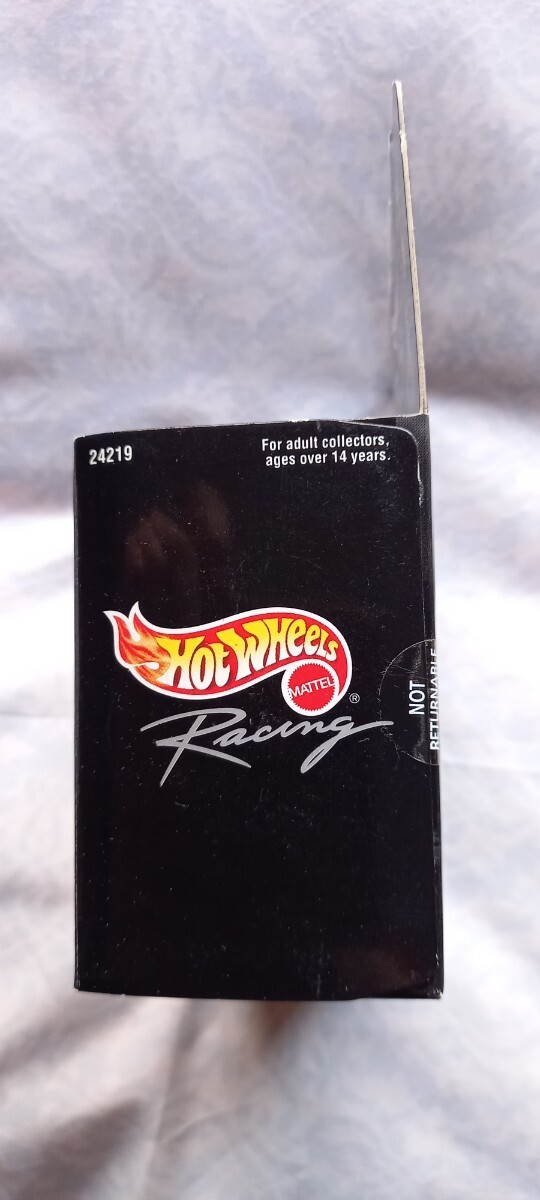 24219
For adult collectors,
ages over 14 years.
Hot Wheels
MATTEL
®
Racing
NOT
RETURNABLE